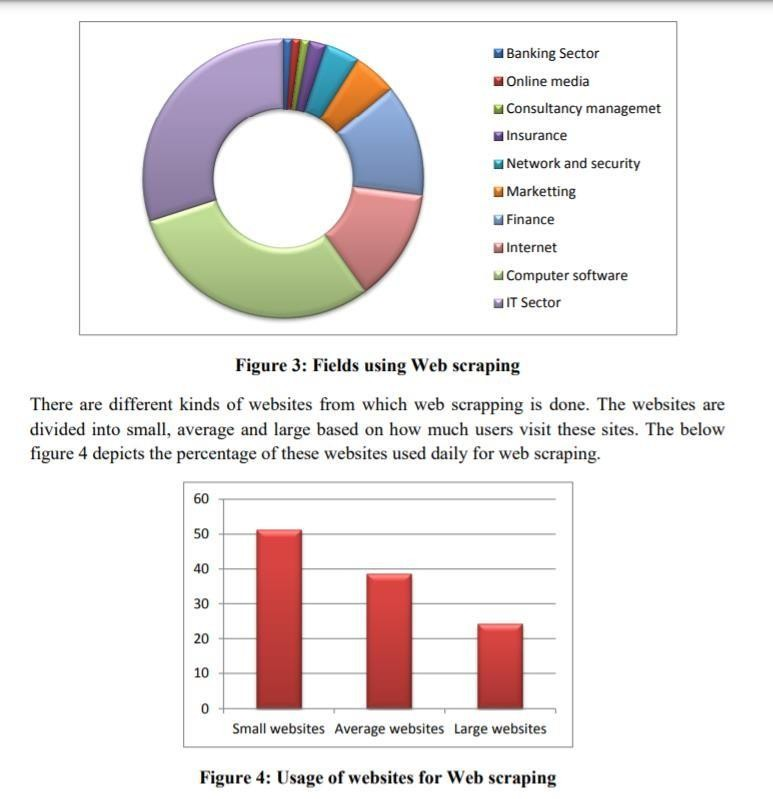 Banking Sector
Online media
Consultancy managemet
Insurance
Network and security
Marketting
Finance
Internet
Computer software
IT Sector
Figure 3: Fields using Web scraping
There are different kinds of websites from which web scrapping is done. The websites are
divided into small, average and large based on how much users visit these sites. The below
figure 4 depicts the percentage of these websites used daily for web scraping.
60
50
40
30
20
10
0
Small websites Average websites Large websites
Figure 4: Usage of websites for Web scraping